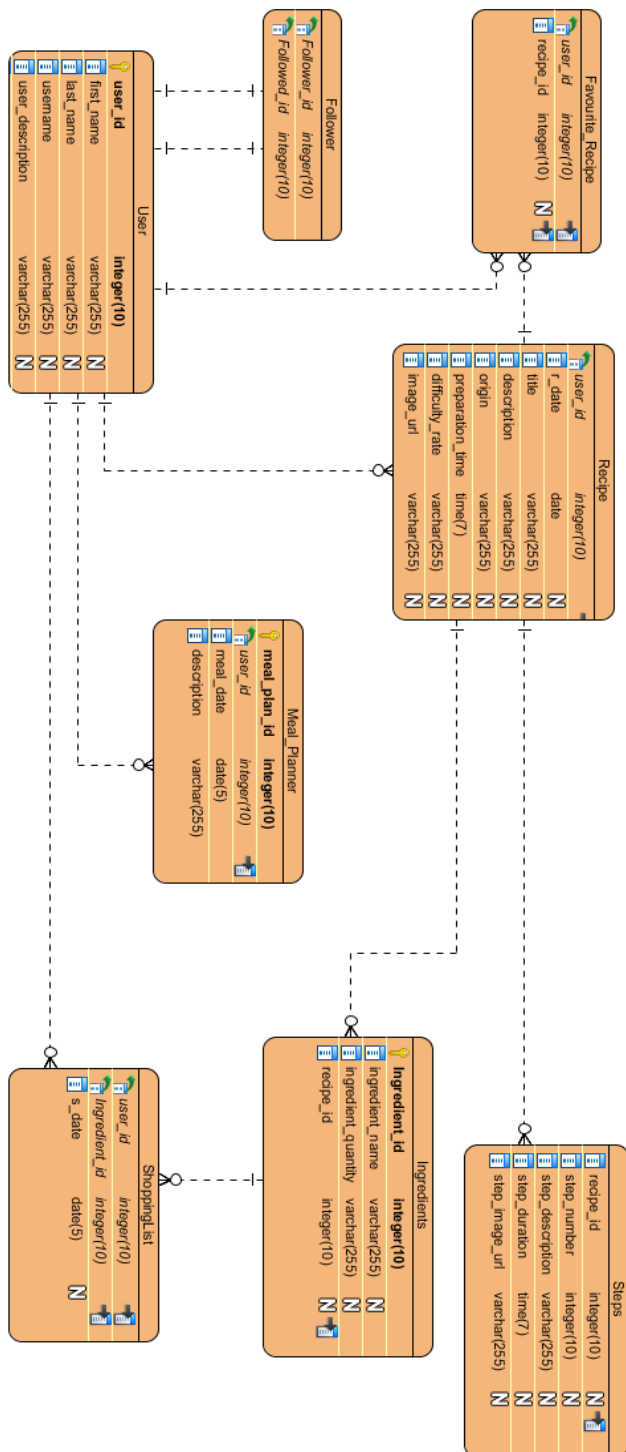 Favourite_Recipe
user_id integer(10)
recipe_id integer(10) N
Recipe
user_id integer(10)
r_date date N
title varchar(255) N
description varchar(255) N
origin varchar(255) N
preparation_time time(7) N
difficulty_rate varchar(255) N
image_url varchar(255) N
Steps
recipe_id integer(10) N
step_number integer(10) N
step_description varchar(255) N
step_duration time(7) N
step_image_url varchar(255) N
Follower
Follower_id integer(10)
Followed_id integer(10)
Ingredients
Ingredient_id integer(10)
ingredient_name varchar(255) N
ingredient_quantity varchar(255) N
recipe_id integer(10) N
Meal_Planner
meal_plan_id integer(10)
user_id integer(10)
meal_date date(5)
description varchar(255)
User
user_id integer(10)
first_name varchar(255) N
last_name varchar(255) N
username varchar(255) N
user_description varchar(255) N
ShoppingList
user_id integer(10)
Ingredient_id integer(10)
s_date date(5) N